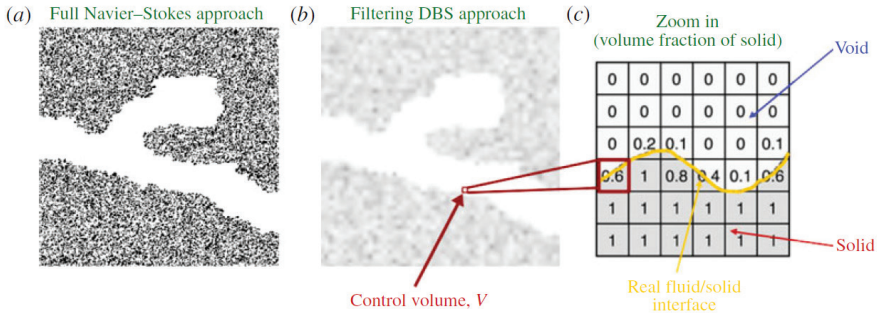 (a) Full Navier–Stokes approach
(b) Filtering DBS approach
(c) Zoom in
(volume fraction of solid)
Void
0 0 0 0 0 0
0 0 0 0 0 0
0 0.2 0.1 0 0 0.1
0.6 1 0.8 0.4 0.1 0.6
1 1 1 1 1 1
1 1 1 1 1 1
Solid
Real fluid/solid
interface
Control volume, V